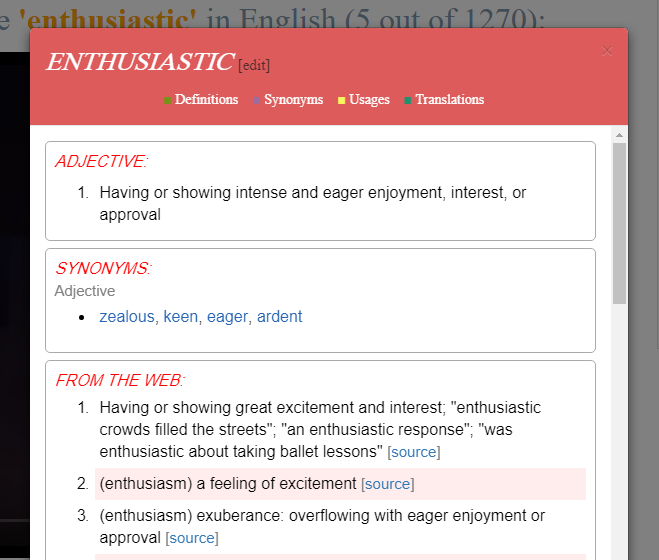 e 'enthusiastic' in English (5 out of 1270):
×
ENTHUSIASTIC [edit]
Definitions Synonyms Usages Translations
ADJECTIVE:
1. Having or showing intense and eager enjoyment, interest, or
approval
SYNONYMS:
Adjective
• zealous, keen, eager, ardent
FROM THE WEB:
1. Having or showing great excitement and interest; "enthusiastic
crowds filled the streets"; "an enthusiastic response"; "was
enthusiastic about taking ballet lessons" [source]
2. (enthusiasm) a feeling of excitement [source]
3. (enthusiasm) exuberance: overflowing with eager enjoyment or
approval [source]